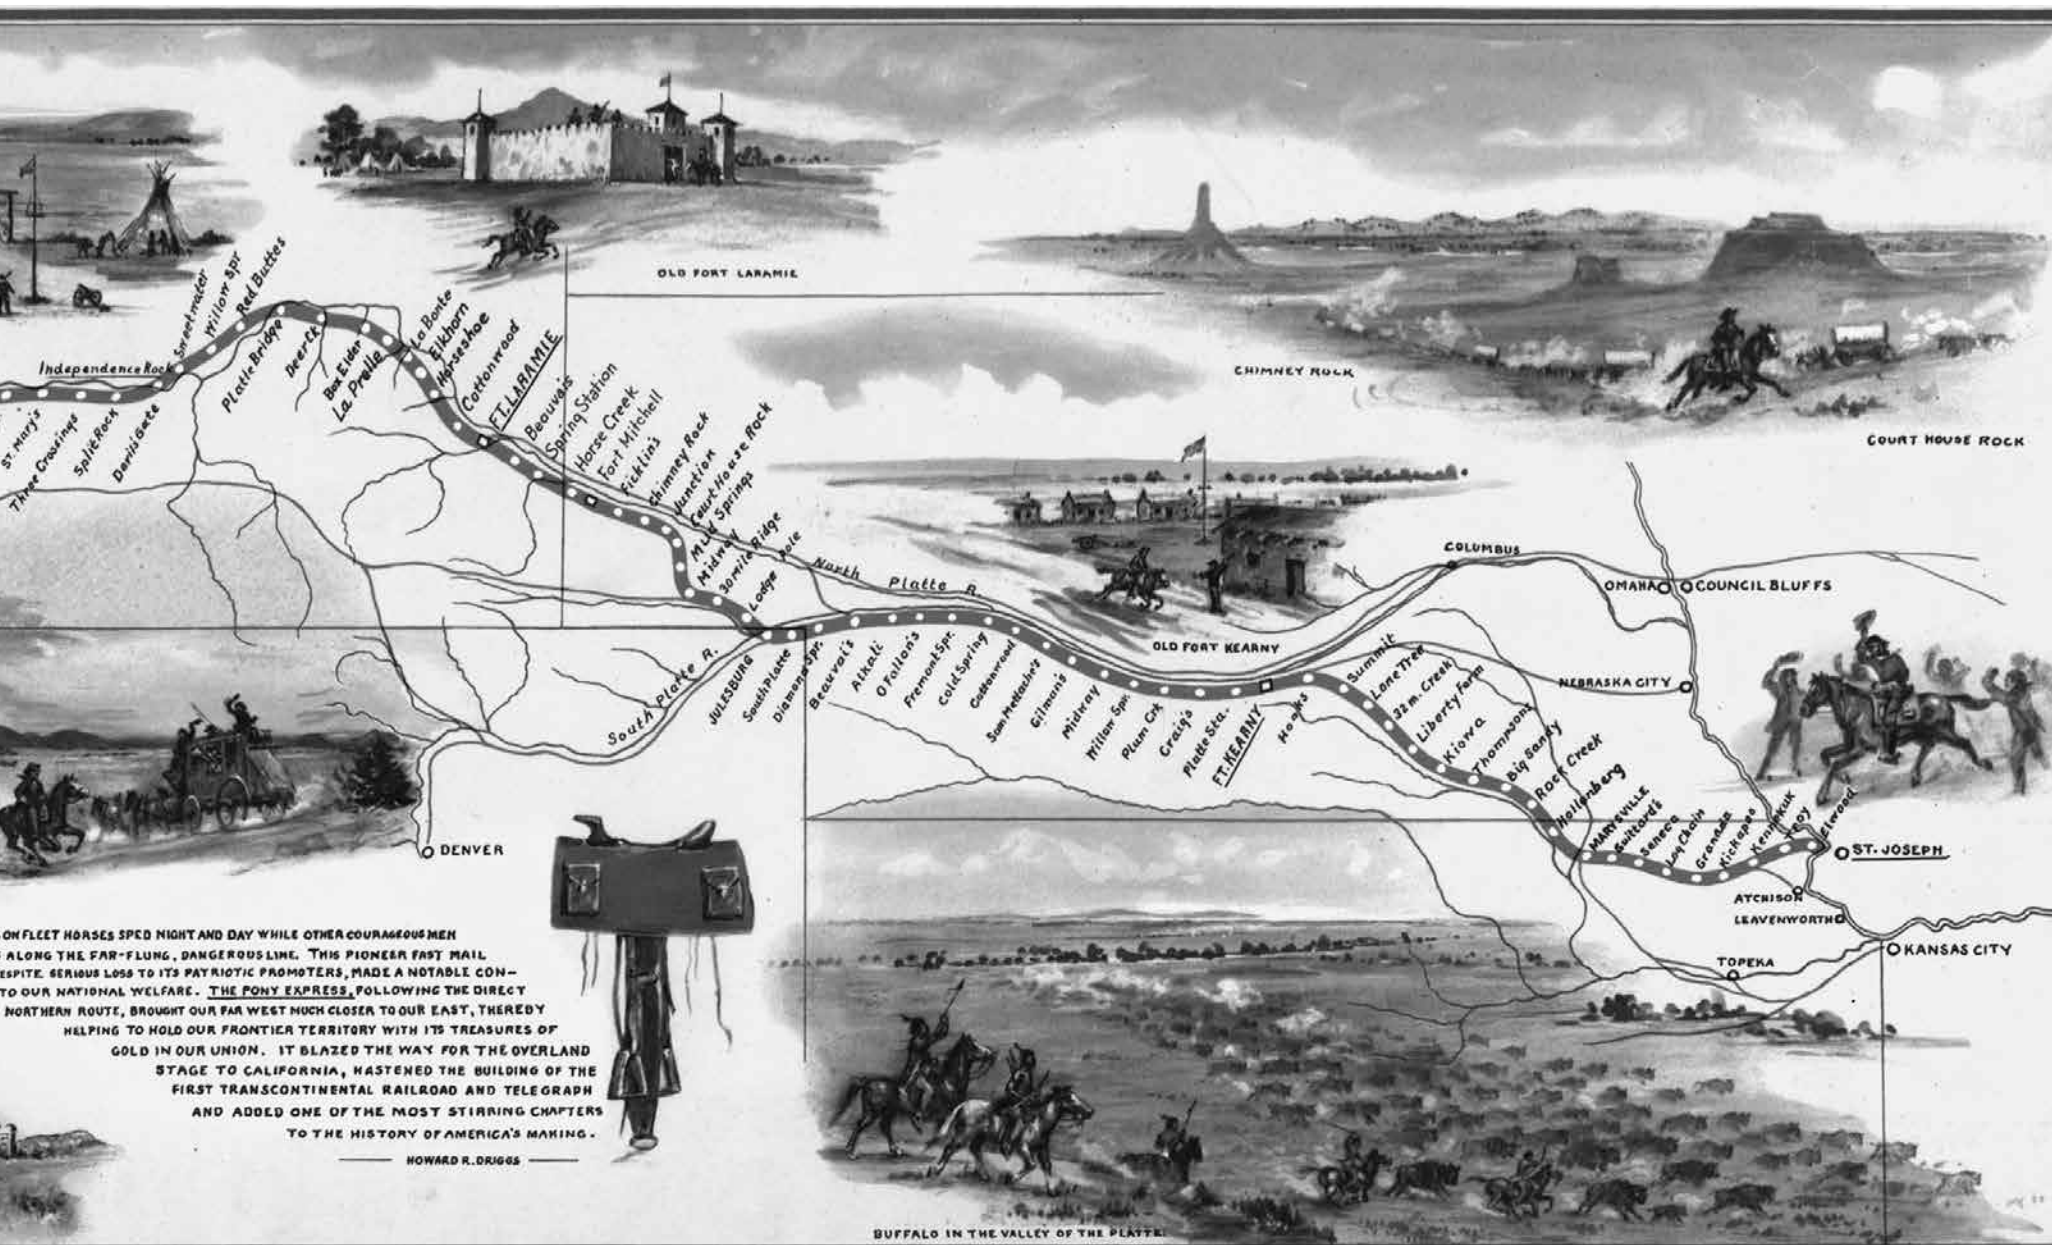 OLD FORT LARAMIE
CHIMNEY ROCK
COURT HOUSE ROCK
Independence Rock
Sweetwater
Willow Spr
Red Buttes
St. Mary's
Three Crossings
Split Rock
Davis Gate
Platte Bridge
Deer Ck
Box Elder
La Prelle
La Bonte
Elkhorn
Horseshoe
Cottonwood
FT. LARAMIE
Beauvais
Spring Station
Horse Creek
Fort Mitchell
Ficklin's
Chimney Rock
Junction
Court House Rock
Mud Springs
Midway
30 Mile Ridge
Lodge
Pole
North Platte R.
South Platte R.
JULESBURG
South Platte
Diamond Spr.
Beauvai's
Alkali
O'Fallon's
Fremont Spr.
Cold Spring
Cottonwood
Sam Mettache's
Gilman's
Midway
Willow Spr.
Plum Crk
Craig's
Platte Sta.
FT. KEARNY
Hooks
Summit
Lone Tree
32 m. Creek
Liberty Farm
Kiowa
Thompsons
Big Sandy
Rock Creek
Hollenberg
MARYSVILLE
Guittard's
Seneca
Log Chain
Granada
Kickapoo
Kennekuk
Troy
Elwood
ST. JOSEPH
OLD FORT KEARNY
COLUMBUS
OMAHA
COUNCIL BLUFFS
NEBRASKA CITY
ATCHISON
LEAVENWORTH
KANSAS CITY
TOPEKA
DENVER
ON FLEET HORSES SPED NIGHT AND DAY WHILE OTHER COURAGEOUS MEN
ALONG THE FAR-FLUNG, DANGEROUS LINE. THIS PIONEER FAST MAIL
ESPITE SERIOUS LOSS TO ITS PATRIOTIC PROMOTERS, MADE A NOTABLE CON-
TO OUR NATIONAL WELFARE. THE PONY EXPRESS, FOLLOWING THE DIRECT
NORTHERN ROUTE, BROUGHT OUR FAR WEST MUCH CLOSER TO OUR EAST, THEREBY
HELPING TO HOLD OUR FRONTIER TERRITORY WITH ITS TREASURES OF
GOLD IN OUR UNION. IT BLAZED THE WAY FOR THE OVERLAND
STAGE TO CALIFORNIA, HASTENED THE BUILDING OF THE
FIRST TRANSCONTINENTAL RAILROAD AND TELEGRAPH
AND ADDED ONE OF THE MOST STIRRING CHAPTERS
TO THE HISTORY OF AMERICA'S MAKING.
HOWARD R. DRIGGS
BUFFALO IN THE VALLEY OF THE PLATTE